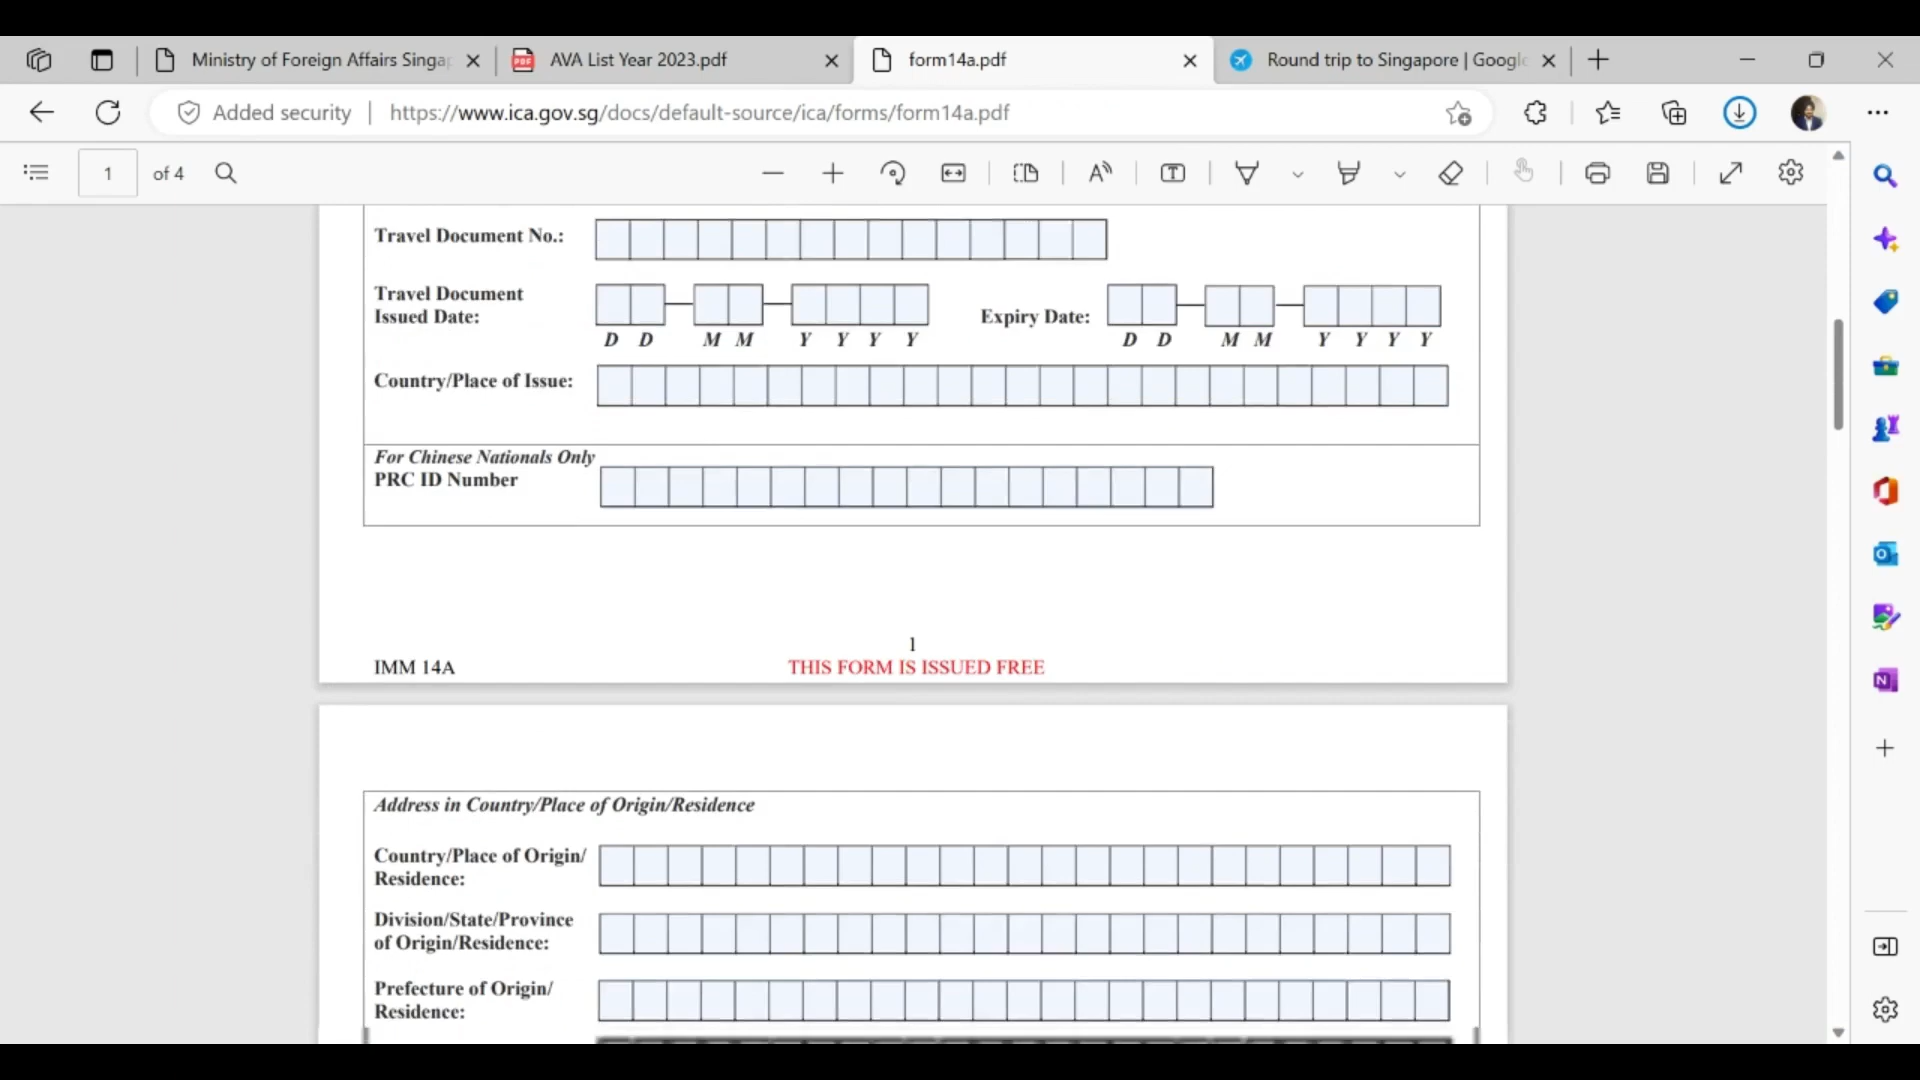 Ministry of Foreign Affairs Singap
AVA List Year 2023.pdf
form14a.pdf
Round trip to Singapore | Google
Added security
https://www.ica.gov.sg/docs/default-source/ica/forms/form14a.pdf
1
of 4
Travel Document No.:
Travel Document
Issued Date:
Expiry Date:
D D M M Y Y Y Y
D D M M Y Y Y Y
Country/Place of Issue:
For Chinese Nationals Only
PRC ID Number
1
IMM 14A
THIS FORM IS ISSUED FREE
Address in Country/Place of Origin/Residence
Country/Place of Origin/
Residence:
Division/State/Province
of Origin/Residence:
Prefecture of Origin/
Residence: